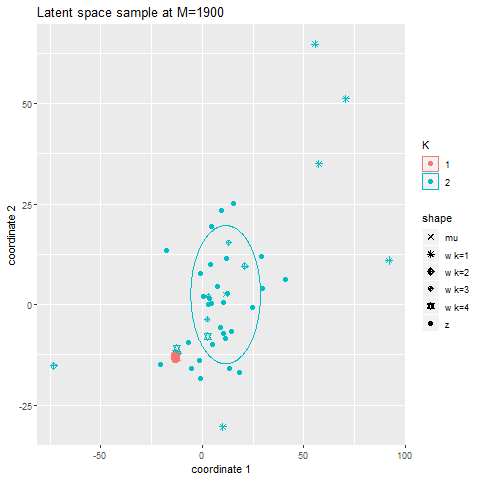 Latent space sample at M=1900
coordinate 2
50
25
0
-25
-50
0
50
100
coordinate 1
K
1
2
shape
mu
w k=1
w k=2
w k=3
w k=4
z